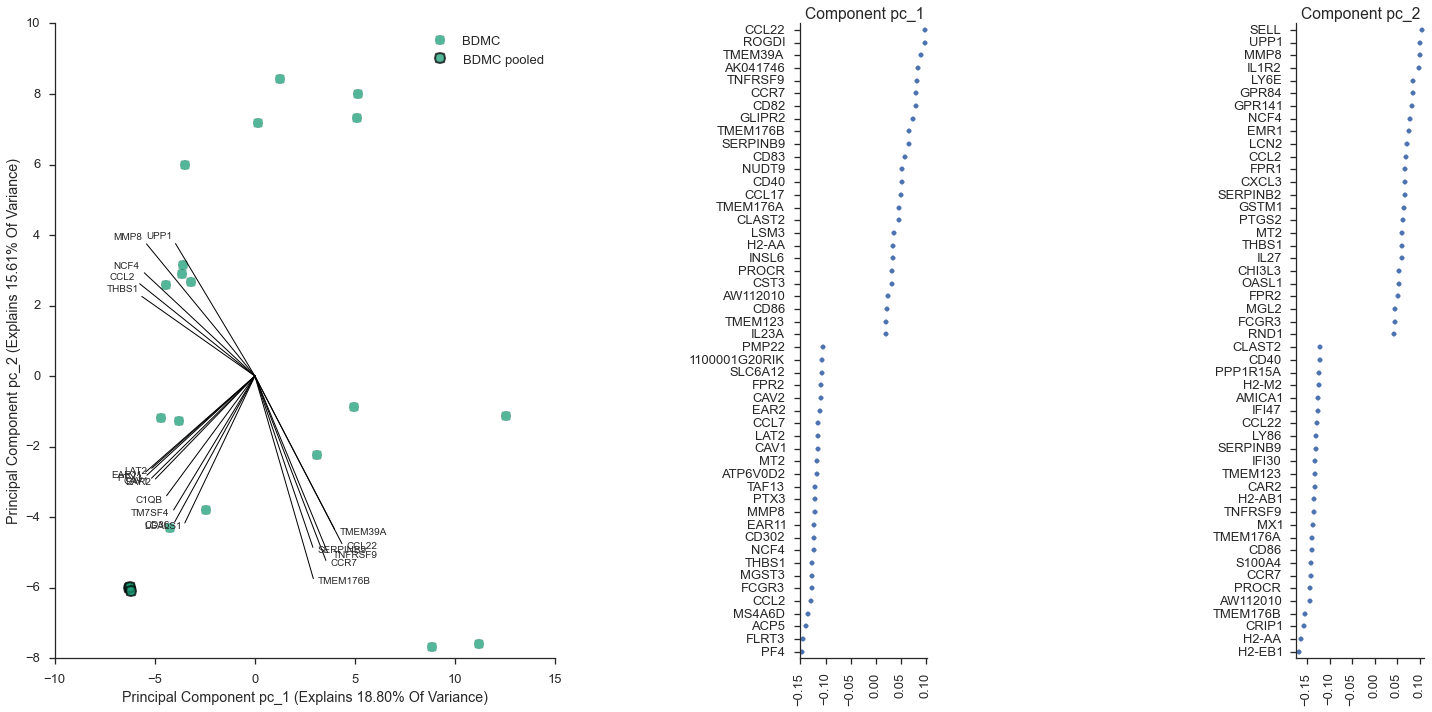 Component pc_1
Component pc_2
10
8
6
4
2
0
−2
−4
−6
−8
−10
−5
0
5
10
15
Principal Component pc_2 (Explains 15.61% Of Variance)
Principal Component pc_1 (Explains 18.80% Of Variance)
BDMC
BDMC pooled
MMP8
UPP1
NCF4
CCL2
THBS1
LAT2
CAR2
C1QB
TM7SF4
TMEM39A
CCL22
SERPINB9
TNFRSF9
CCR7
TMEM176B
CCL22
ROGDI
TMEM39A
AK041746
TNFRSF9
CCR7
CD82
GLIPR2
TMEM176B
SERPINB9
CD83
NUDT9
CD40
CCL17
TMEM176A
CLAST2
LSM3
H2-AA
INSL6
PROCR
CST3
AW112010
CD86
TMEM123
IL23A
PMP22
1100001G20RIK
SLC6A12
FPR2
CAV2
EAR2
CCL7
LAT2
CAV1
MT2
ATP6V0D2
TAF13
PTX3
MMP8
EAR11
CD302
NCF4
THBS1
MGST3
FCGR3
CCL2
MS4A6D
ACP5
FLRT3
PF4
−0.15
−0.10
−0.05
0.00
0.05
0.10
SELL
UPP1
MMP8
IL1R2
LY6E
GPR84
GPR141
NCF4
EMR1
LCN2
CCL2
FPR1
CXCL3
SERPINB2
GSTM1
PTGS2
MT2
THBS1
IL27
CHI3L3
OASL1
FPR2
MGL2
FCGR3
RND1
CLAST2
CD40
PPP1R15A
H2-M2
AMICA1
IFI47
CCL22
LY86
SERPINB9
IFI30
TMEM123
CAR2
H2-AB1
TNFRSF9
MX1
TMEM176A
CD86
S100A4
CCR7
PROCR
AW112010
TMEM176B
CRIP1
H2-AA
H2-EB1
−0.15
−0.10
−0.05
0.00
0.05
0.10